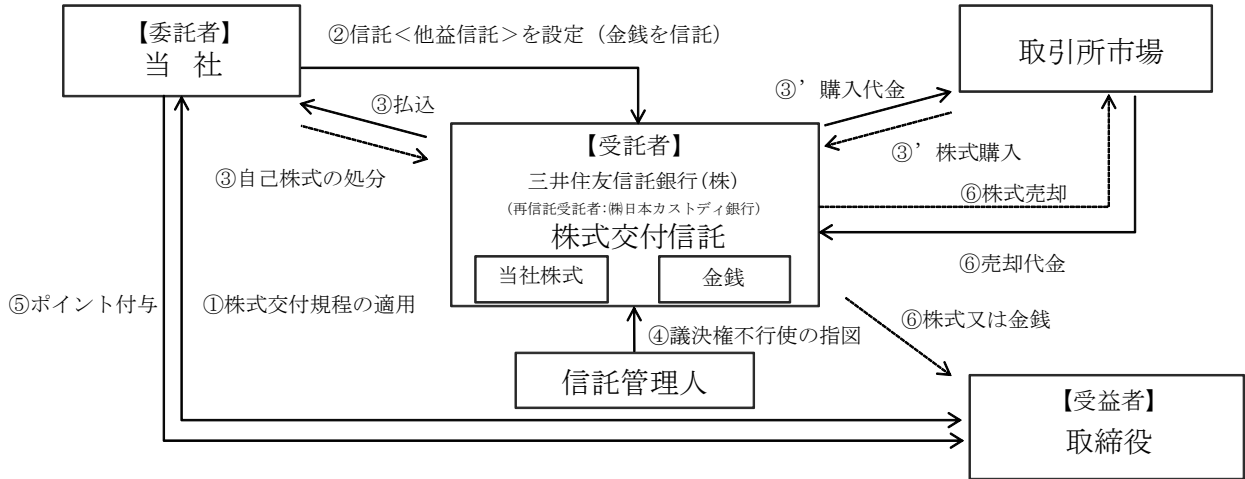 【委託者】
当 社
②信託＜他益信託＞を設定（金銭を信託）
取引所市場
③払込
③’購入代金
【受託者】
三井住友信託銀行(株)
(再信託受託者:㈱日本カストディ銀行)
株式交付信託
当社株式
金銭
③自己株式の処分
③’株式購入
⑥株式売却
⑥売却代金
⑤ポイント付与
①株式交付規程の適用
④議決権不行使の指図
⑥株式又は金銭
信託管理人
【受益者】
取締役